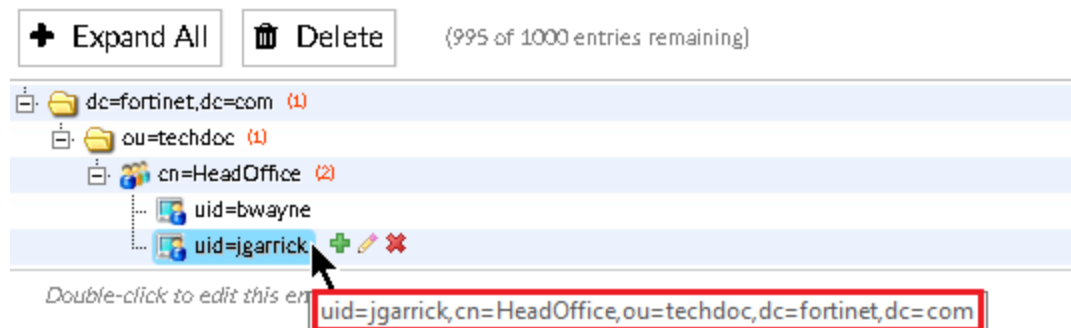 Expand All Delete (995 of 1000 entries remaining)
dc=fortinet,dc=com (1)
ou=techdoc (1)
cn=HeadOffice (2)
uid=bwayne
uid=jgarrick
Double-click to edit this en
uid=jgarrick,cn=HeadOffice,ou=techdoc,dc=fortinet,dc=com